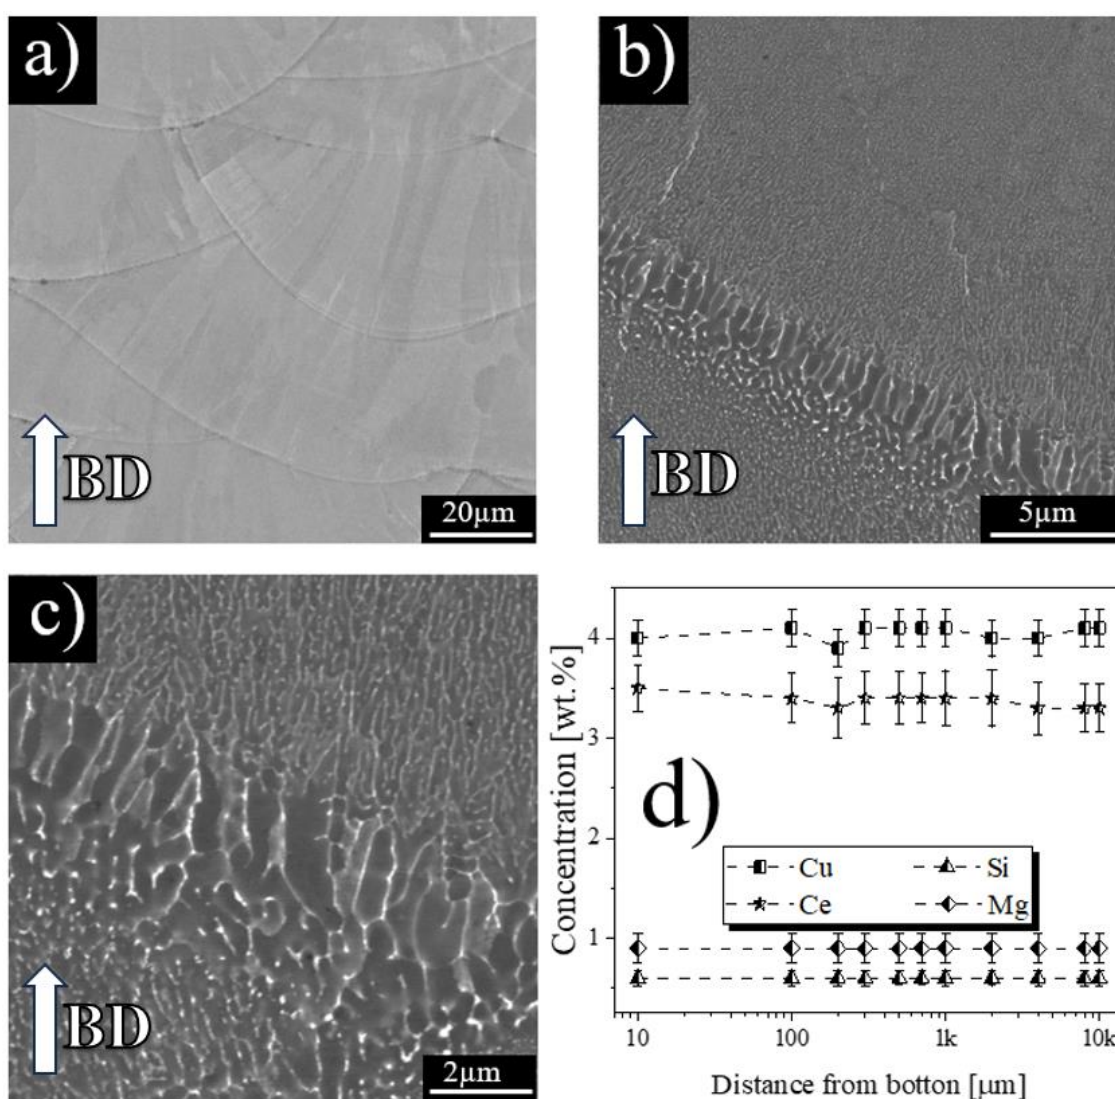 a)
BD
20μm
b)
BD
5μm
c)
BD
2μm
d)
Concentration [wt.%]
4
3
2
1
Cu
Si
Ce
Mg
10
100
1k
10k
Distance from botton [μm]